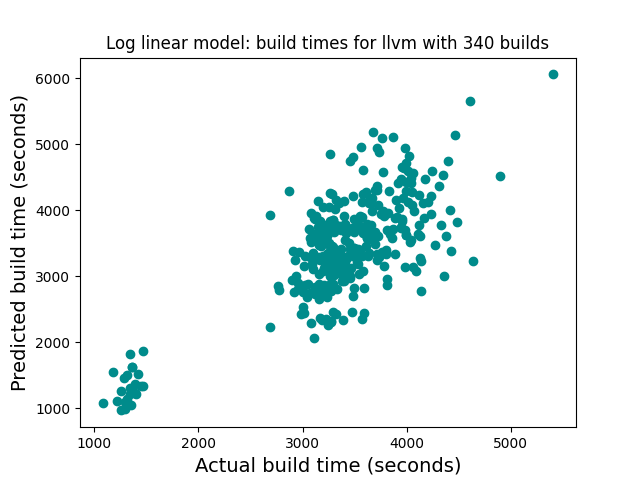 Log linear model: build times for llvm with 340 builds
6000
5000
4000
3000
2000
1000
Predicted build time (seconds)
1000 2000 3000 4000 5000
Actual build time (seconds)